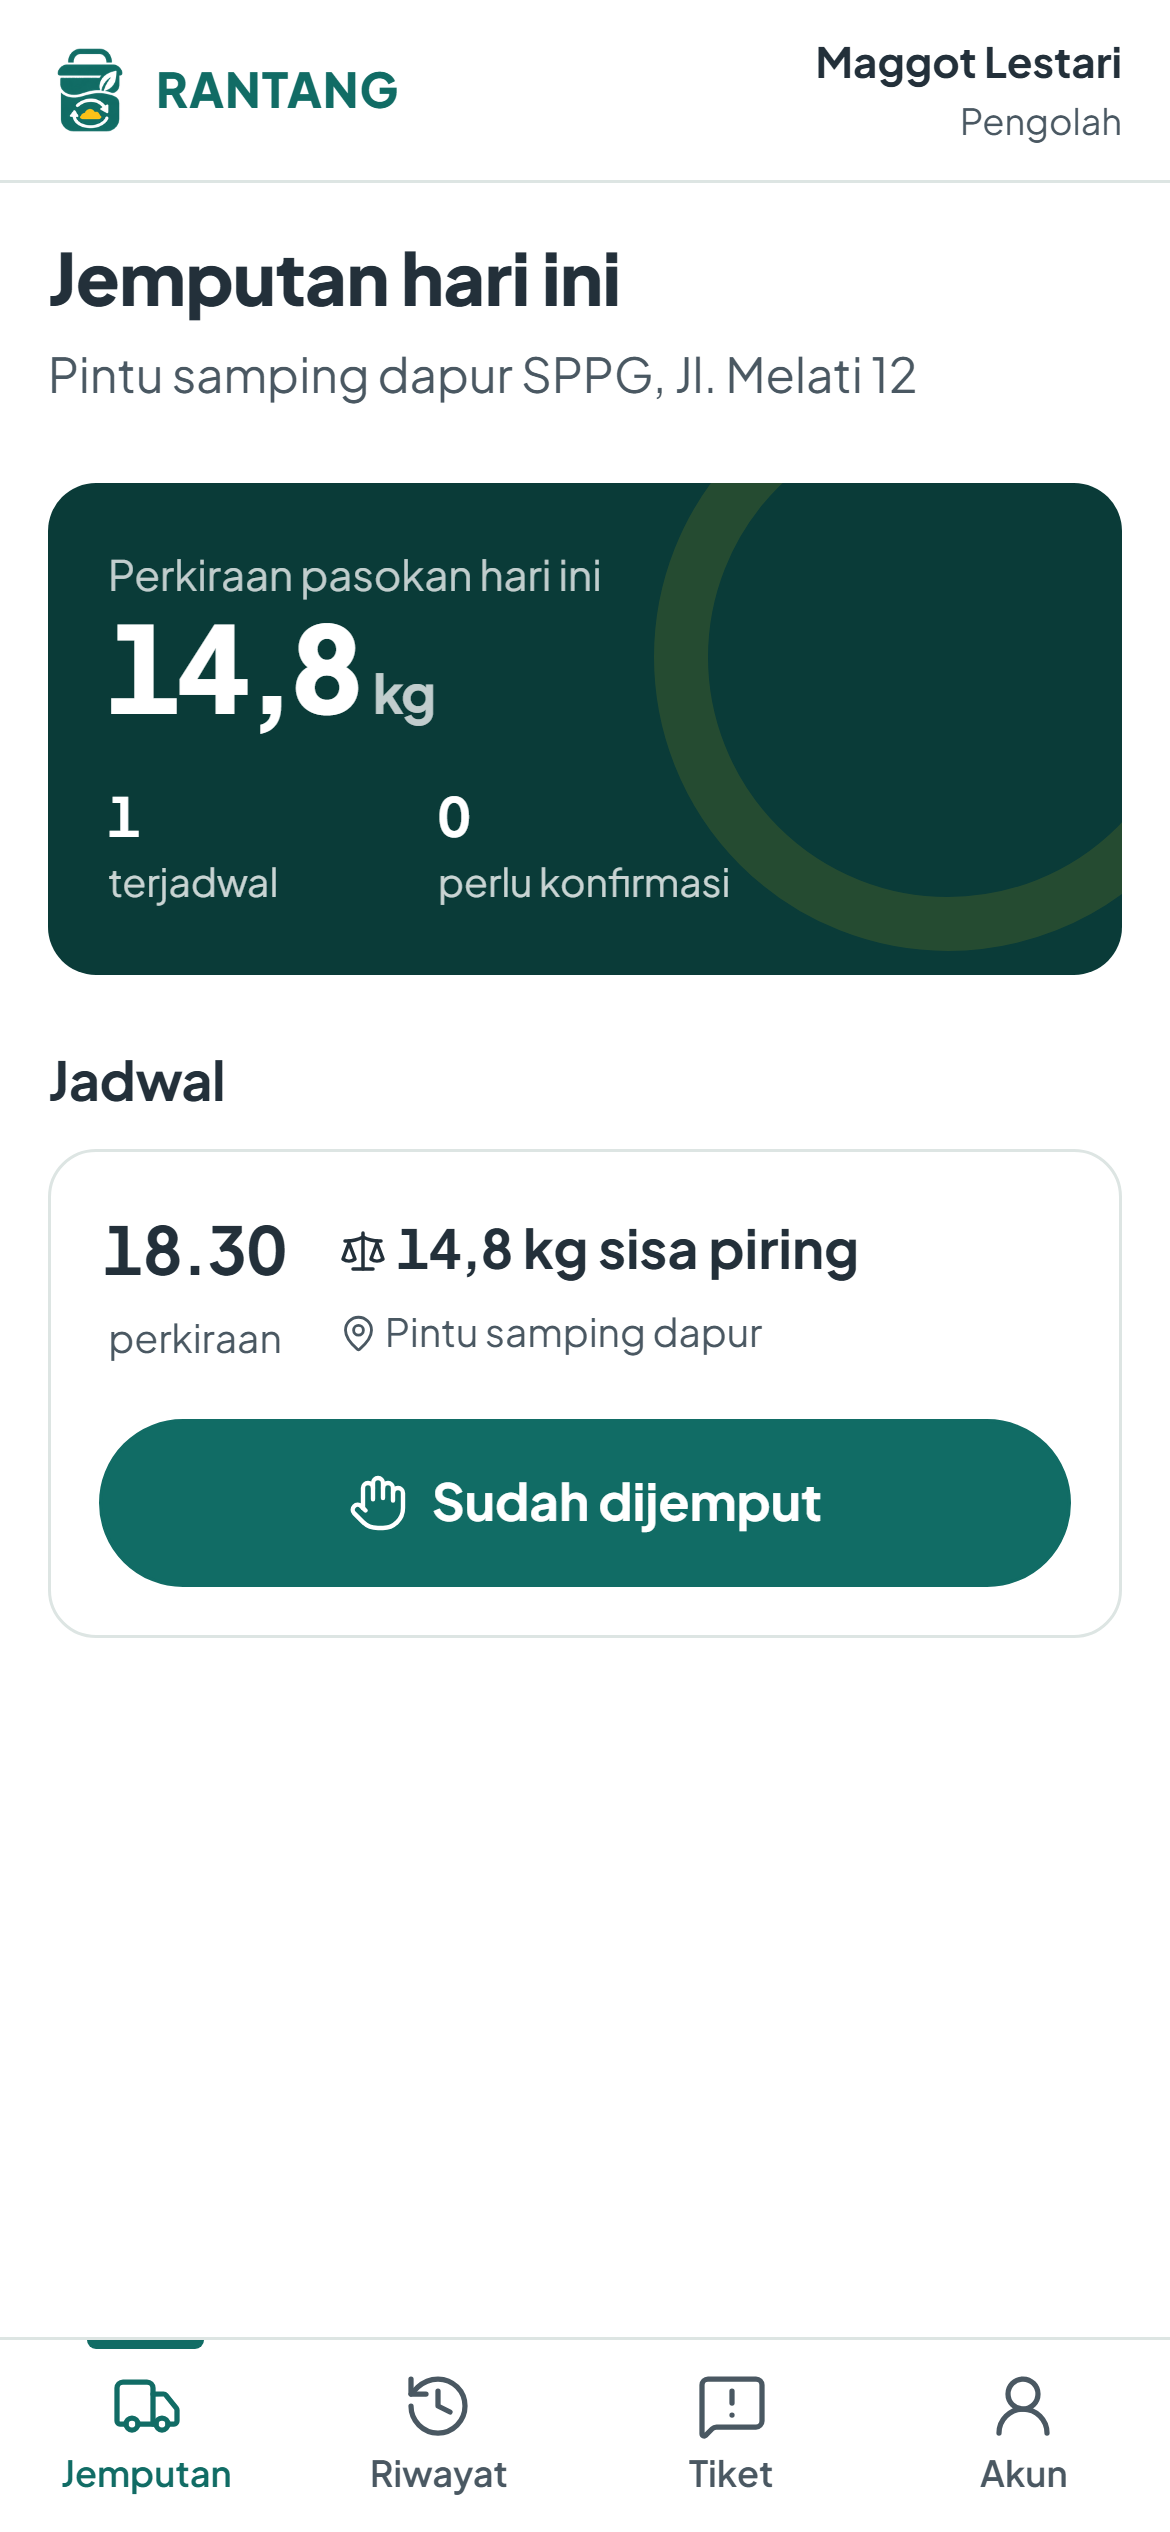 RANTANG
Maggot Lestari
Pengolah
Jemputan hari ini
Pintu samping dapur SPPG, Jl. Melati 12
Perkiraan pasokan hari ini
14,8 kg
1
terjadwal
0
perlu konfirmasi
Jadwal
18.30
perkiraan
14,8 kg sisa piring
Pintu samping dapur
Sudah dijemput
Jemputan
Riwayat
Tiket
Akun